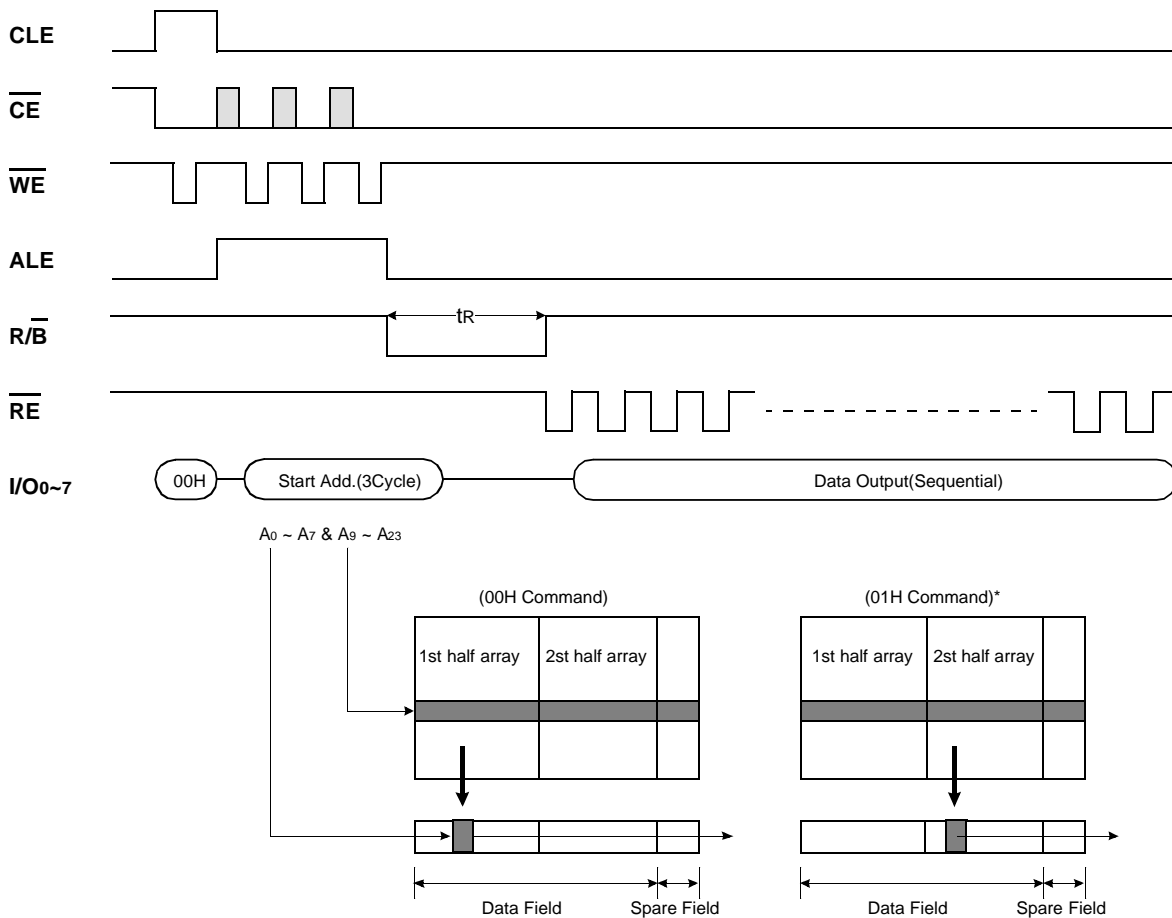 CLE
CE
WE
ALE
R/B
tR
RE
I/O0~7
00H
Start Add.(3Cycle)
Data Output(Sequential)
A0 ~ A7 & A9 ~ A23
(00H Command)
(01H Command)*
1st half array
2st half array
1st half array
2st half array
Data Field
Spare Field
Data Field
Spare Field